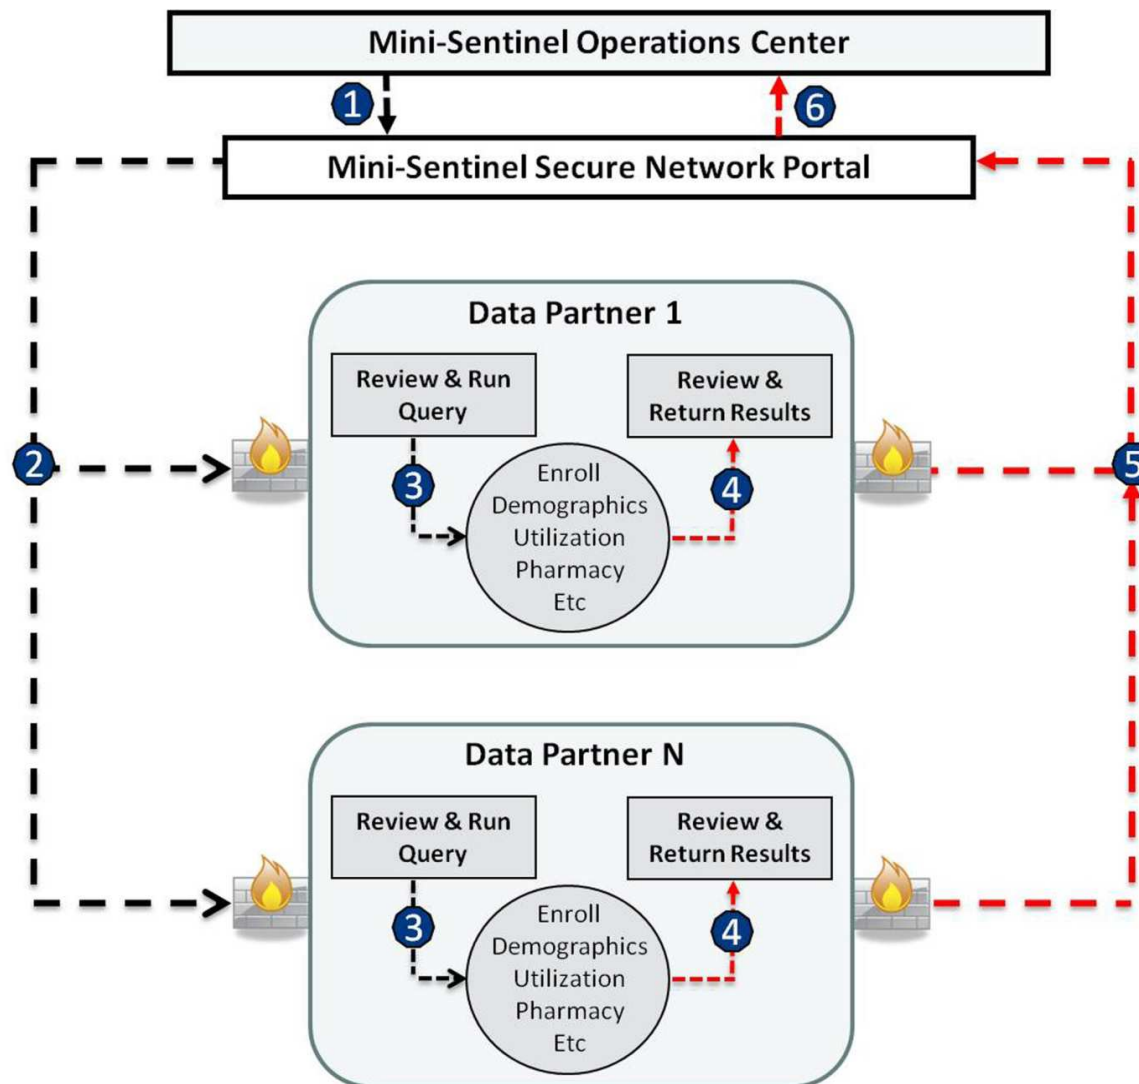 Mini-Sentinel Operations Center
1
6
Mini-Sentinel Secure Network Portal
Data Partner 1
Review & Run
Query
Review &
Return Results
2
3
Enroll
Demographics
Utilization
Pharmacy
Etc
4
5
Data Partner N
Review & Run
Query
Review &
Return Results
3
Enroll
Demographics
Utilization
Pharmacy
Etc
4